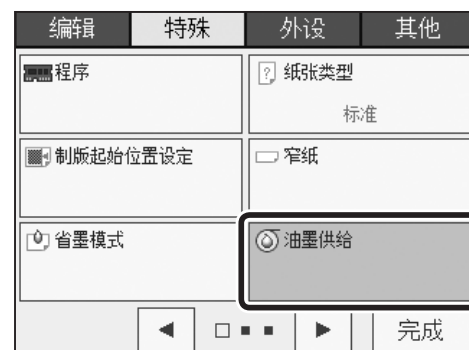 编辑 特殊 外设 其他
程序 纸张类型
标准
制版起始位置设定 窄纸
省墨模式 油墨供给
完成